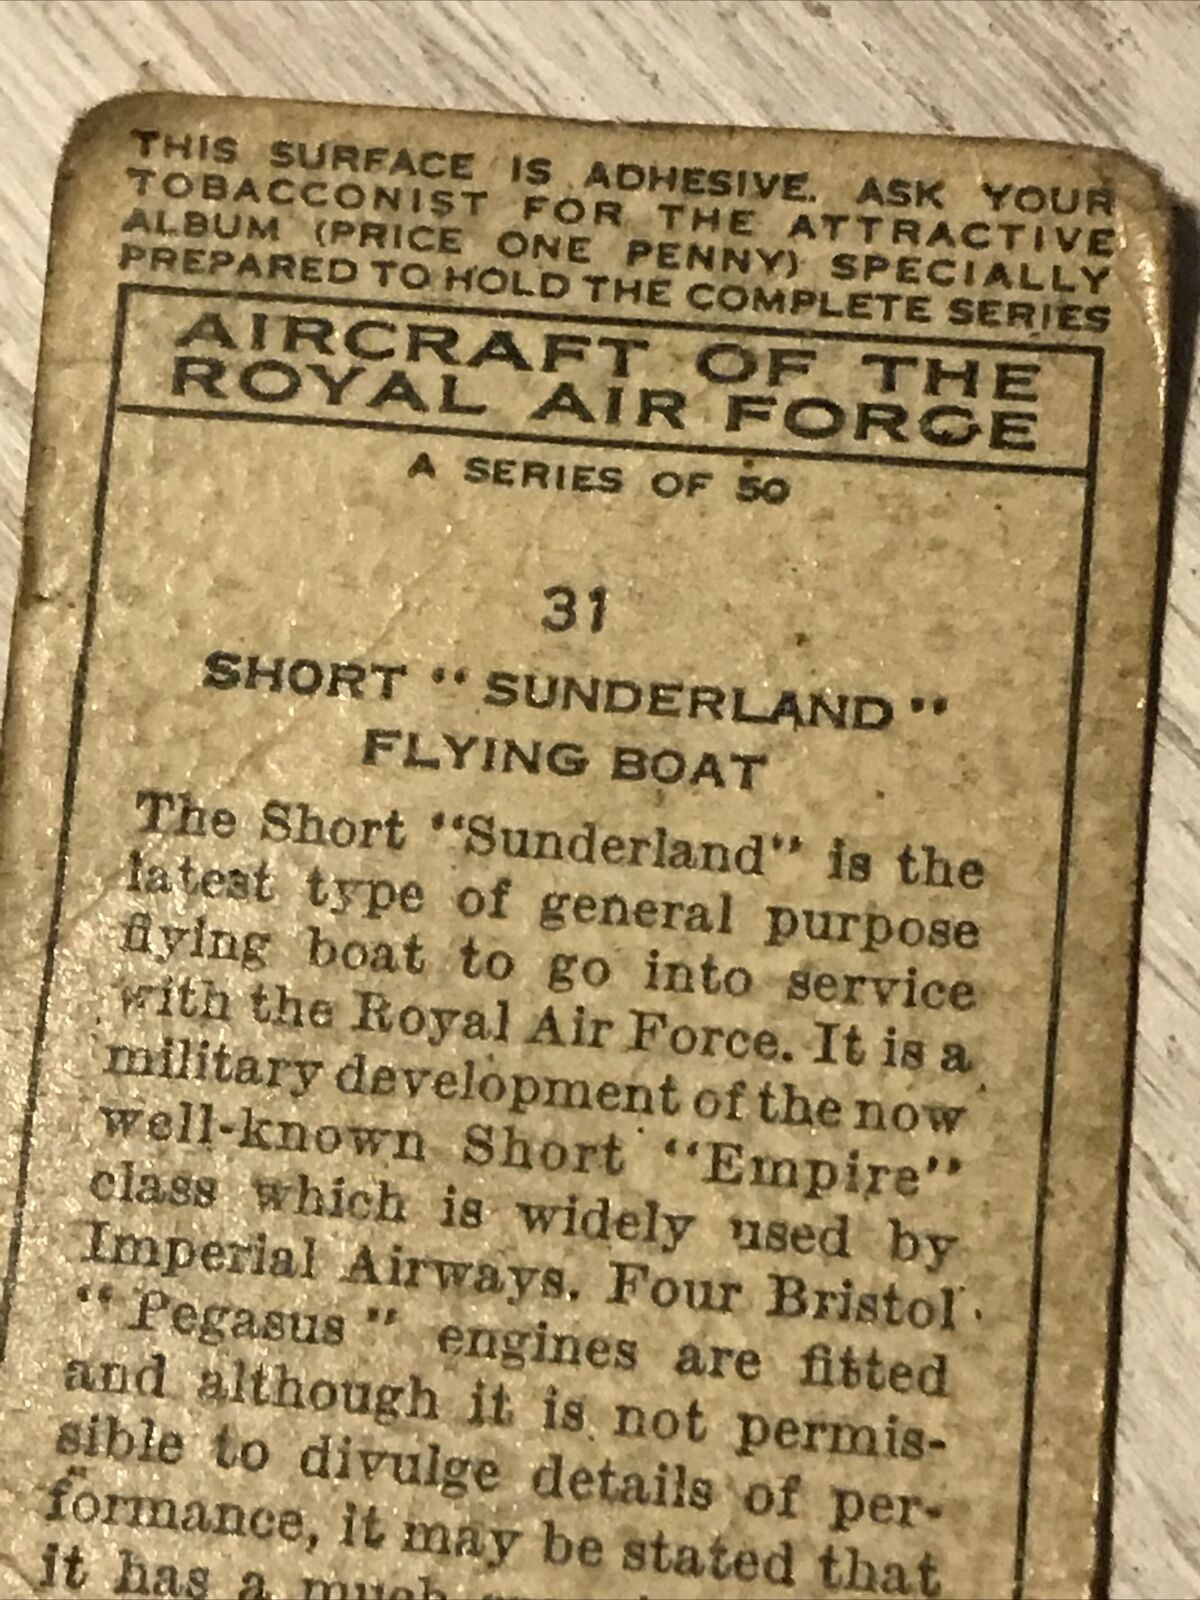 THIS SURFACE IS ADHESIVE. ASK YOUR
TOBACCONIST FOR THE ATTRACTIVE
ALBUM (PRICE ONE PENNY) SPECIALLY
PREPARED TO HOLD THE COMPLETE SERIES
AIRCRAFT OF THE
ROYAL AIR FORCE
A SERIES OF 50
31
SHORT "SUNDERLAND"
FLYING BOAT
The Short "Sunderland" is the
latest type of general purpose
flying boat to go into service
with the Royal Air Force. It is a
military development of the now
well-known Short "Empire"
class which is widely used by
Imperial Airways. Four Bristol
"Pegasus" engines are fitted
and although it is not permis-
sible to divulge details of per-
formance, it may be stated that
it has a much